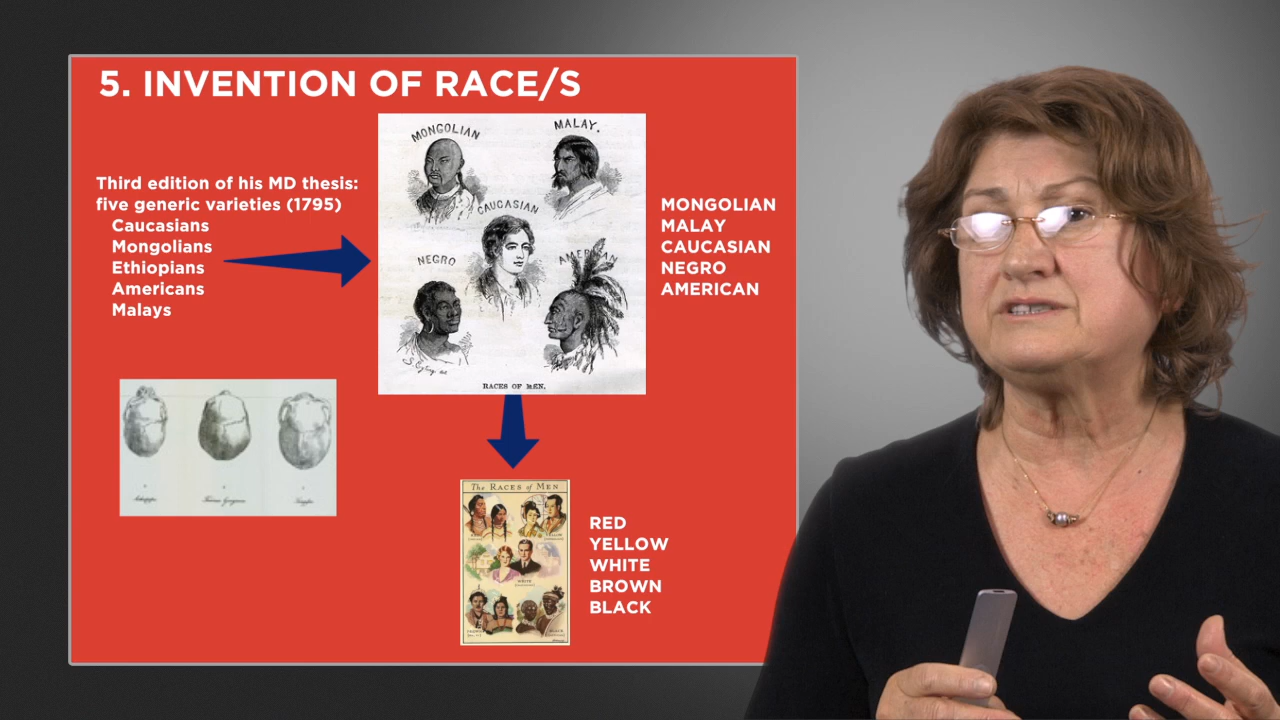 5. INVENTION OF RACE/S
Third edition of his MD thesis:
five generic varieties (1795)
Caucasians
Mongolians
Ethiopians
Americans
Malays
MONGOLIAN
MALAY.
CAUCASIAN
NEGRO
AMERICAN
RACES OF MEN.
MONGOLIAN
MALAY
CAUCASIAN
NEGRO
AMERICAN
The RACES of MEN
WHITE
BLACK
RED
YELLOW
WHITE
BROWN
BLACK